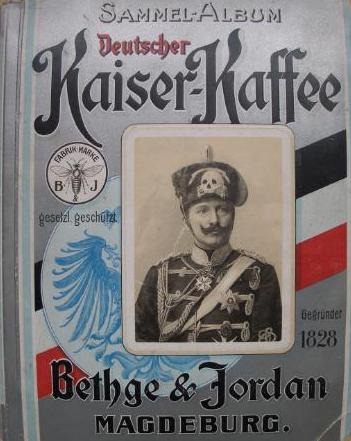 SAMMEL-ALBUM
Deutscher
Kaiser-Kaffee
FABRIK-MARKE
B & J
gesetzl. geschützt.
Gegründet
1828
Bethge & Jordan
MAGDEBURG.